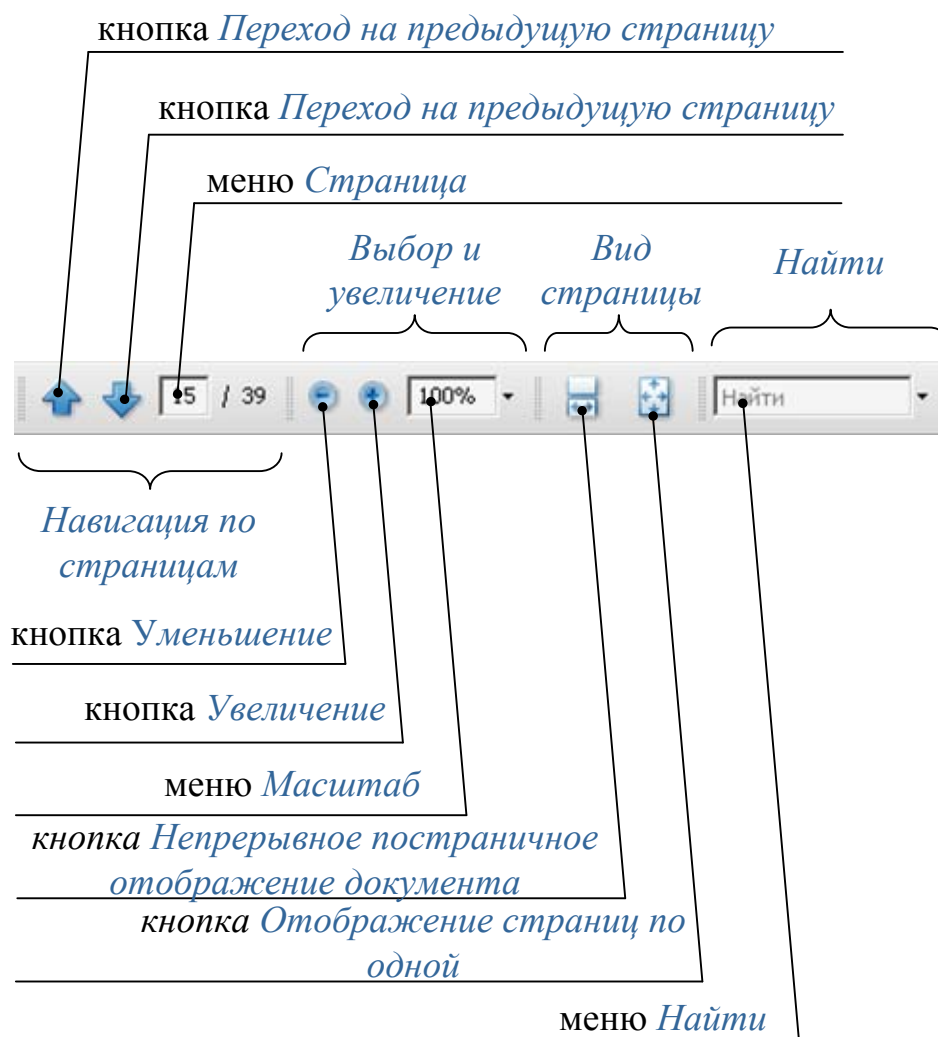 кнопка Переход на предыдущую страницу
кнопка Переход на предыдущую страницу
меню Страница
Выбор и
увеличение
Вид
страницы
Найти
15 / 39
100%
Найти
Навигация по
страницам
кнопка Уменьшение
кнопка Увеличение
меню Масштаб
кнопка Непрерывное постраничное
отображение документа
кнопка Отображение страниц по
одной
меню Найти